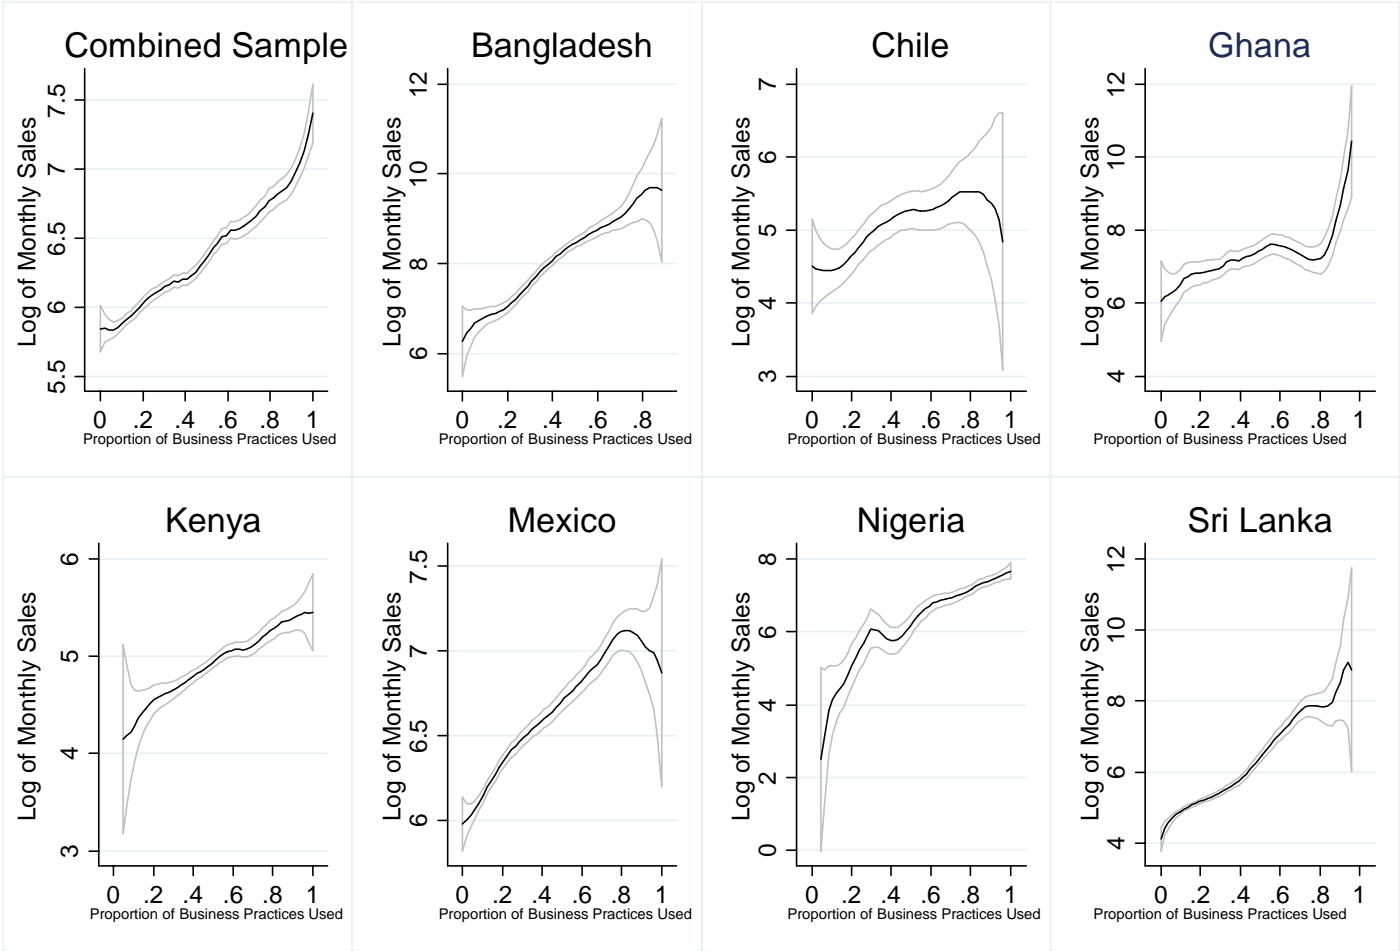 Combined Sample
Log of Monthly Sales
7.5
7
6.5
6
5.5
0 .2 .4 .6 .8 1
Proportion of Business Practices Used
Bangladesh
Log of Monthly Sales
12
10
8
6
0 .2 .4 .6 .8
Proportion of Business Practices Used
Chile
Log of Monthly Sales
7
6
5
4
3
0 .2 .4 .6 .8 1
Proportion of Business Practices Used
Ghana
Log of Monthly Sales
12
10
8
6
4
0 .2 .4 .6 .8 1
Proportion of Business Practices Used
Kenya
Log of Monthly Sales
6
5
4
3
0 .2 .4 .6 .8 1
Proportion of Business Practices Used
Mexico
Log of Monthly Sales
7.5
7
6.5
6
0 .2 .4 .6 .8 1
Proportion of Business Practices Used
Nigeria
Log of Monthly Sales
8
6
4
2
0
0 .2 .4 .6 .8 1
Proportion of Business Practices Used
Sri Lanka
Log of Monthly Sales
12
10
8
6
4
0 .2 .4 .6 .8 1
Proportion of Business Practices Used